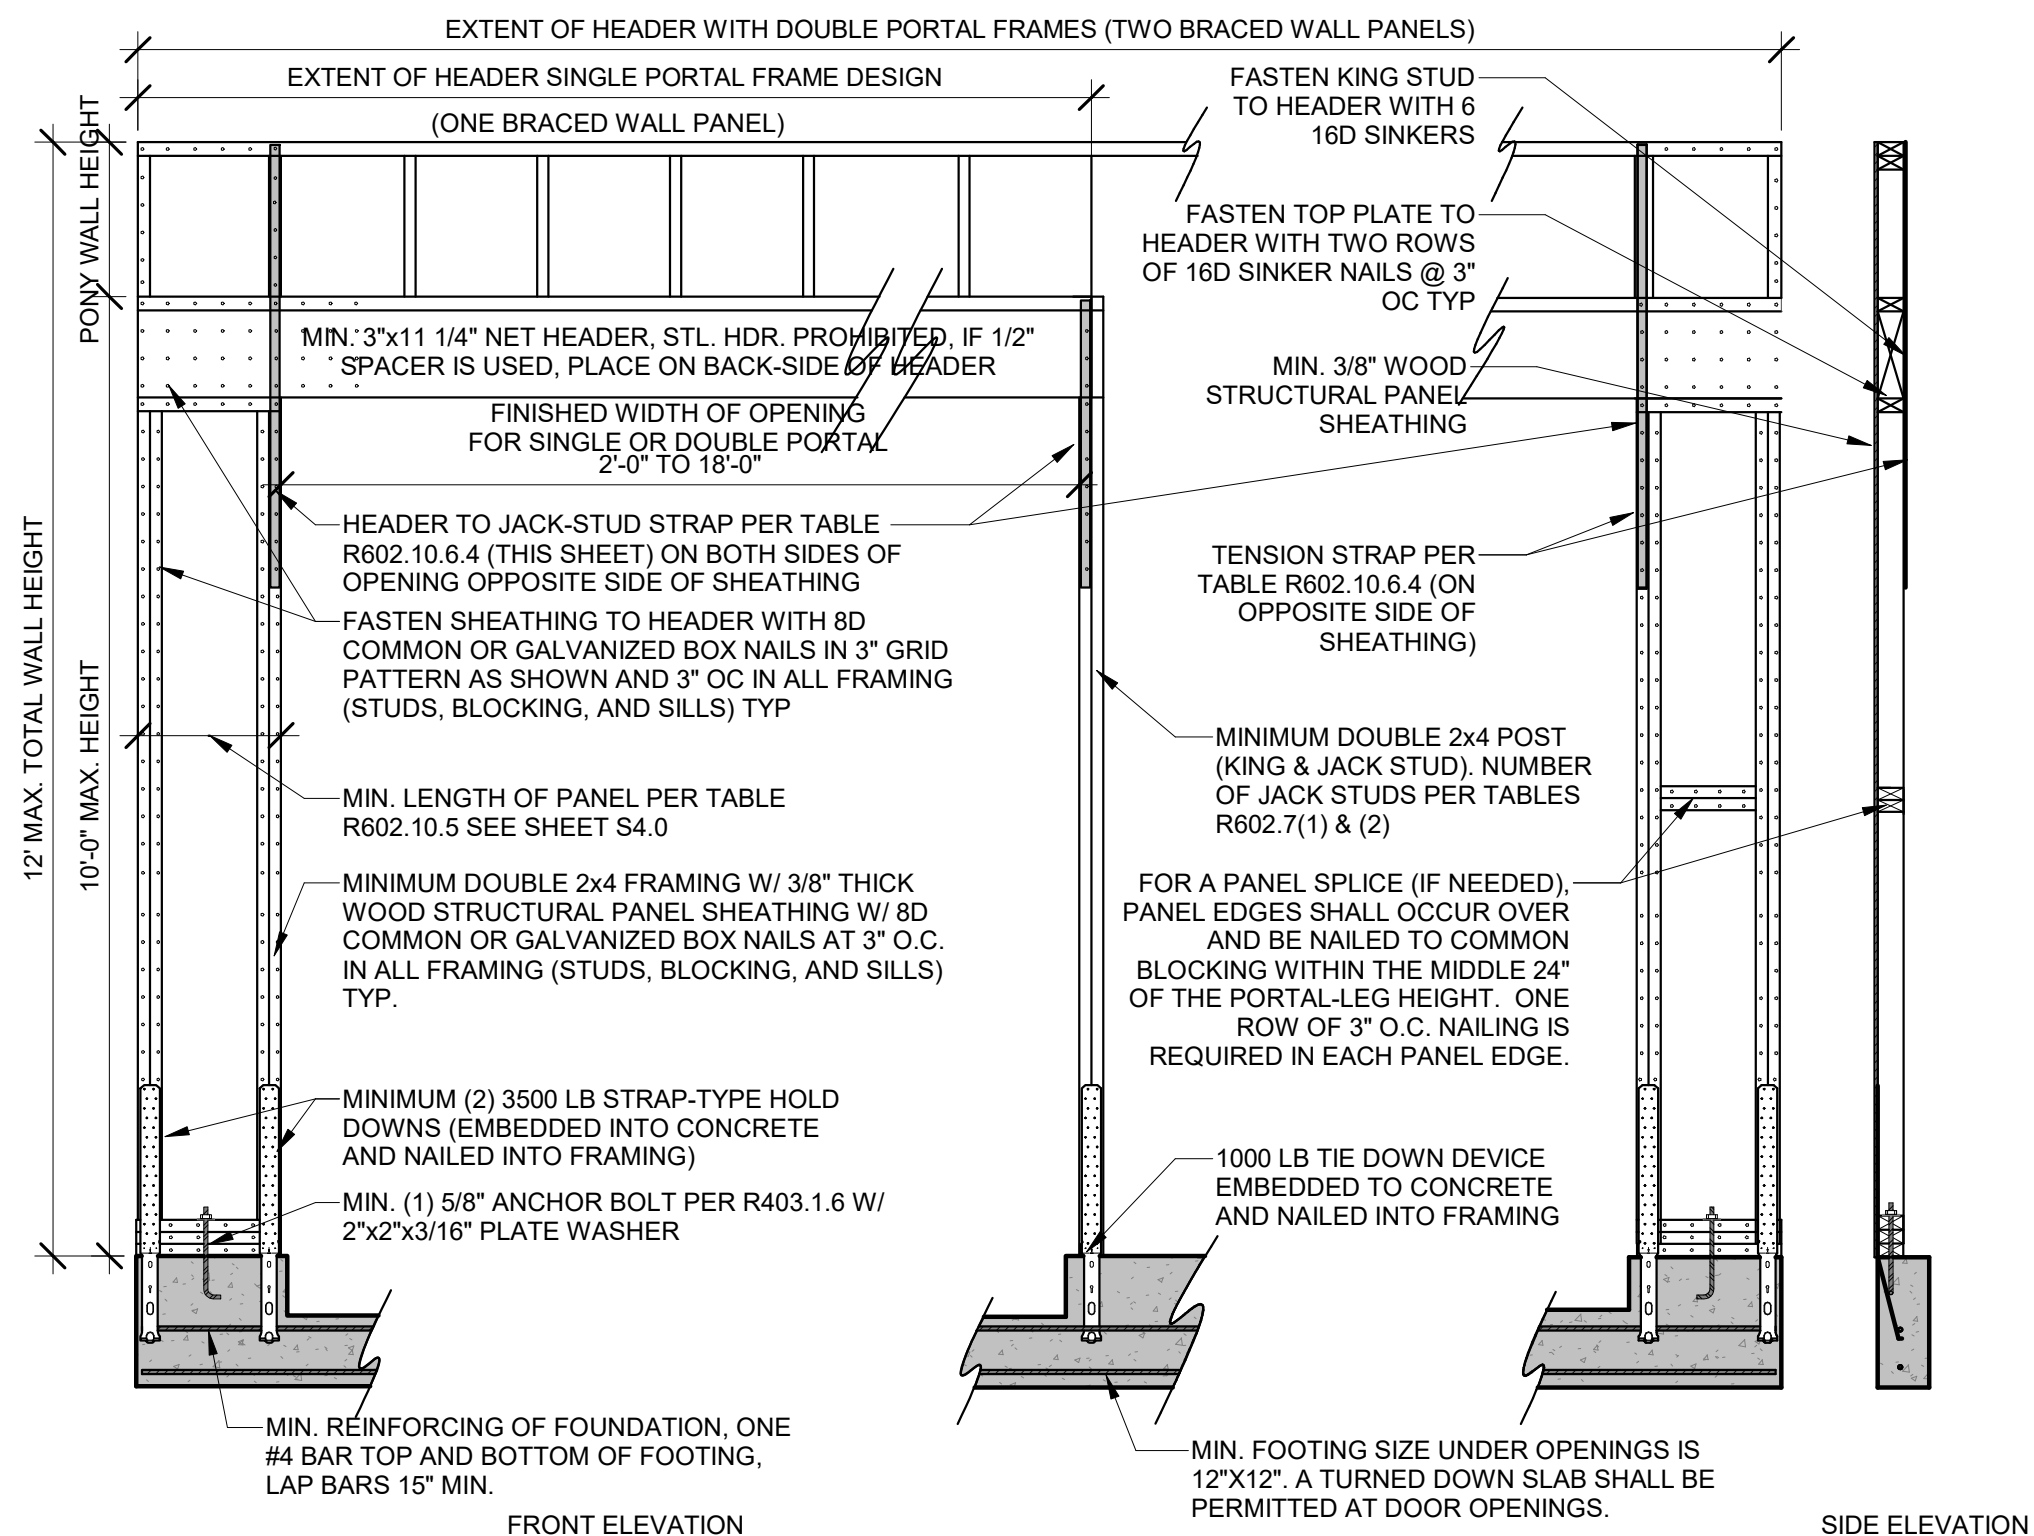 EXTENT OF HEADER WITH DOUBLE PORTAL FRAMES (TWO BRACED WALL PANELS)
EXTENT OF HEADER SINGLE PORTAL FRAME DESIGN
(ONE BRACED WALL PANEL)
FASTEN KING STUD
TO HEADER WITH 6
16D SINKERS
PONY WALL HEIGHT
FASTEN TOP PLATE TO
HEADER WITH TWO ROWS
OF 16D SINKER NAILS @ 3"
OC TYP
MIN. 3"x11 1/4" NET HEADER, STL. HDR. PROHIBITED, IF 1/2"
SPACER IS USED, PLACE ON BACK-SIDE OF HEADER
MIN. 3/8" WOOD
STRUCTURAL PANEL
SHEATHING
FINISHED WIDTH OF OPENING
FOR SINGLE OR DOUBLE PORTAL
2'-0" TO 18'-0"
12' MAX. TOTAL WALL HEIGHT
10'-0" MAX. HEIGHT
HEADER TO JACK-STUD STRAP PER TABLE
R602.10.6.4 (THIS SHEET) ON BOTH SIDES OF
OPENING OPPOSITE SIDE OF SHEATHING
TENSION STRAP PER
TABLE R602.10.6.4 (ON
OPPOSITE SIDE OF
SHEATHING)
FASTEN SHEATHING TO HEADER WITH 8D
COMMON OR GALVANIZED BOX NAILS IN 3" GRID
PATTERN AS SHOWN AND 3" OC IN ALL FRAMING
(STUDS, BLOCKING, AND SILLS) TYP
MINIMUM DOUBLE 2x4 POST
(KING & JACK STUD). NUMBER
OF JACK STUDS PER TABLES
R602.7(1) & (2)
MIN. LENGTH OF PANEL PER TABLE
R602.10.5 SEE SHEET S4.0
MINIMUM DOUBLE 2x4 FRAMING W/ 3/8" THICK
WOOD STRUCTURAL PANEL SHEATHING W/ 8D
COMMON OR GALVANIZED BOX NAILS AT 3" O.C.
IN ALL FRAMING (STUDS, BLOCKING, AND SILLS)
TYP.
FOR A PANEL SPLICE (IF NEEDED),
PANEL EDGES SHALL OCCUR OVER
AND BE NAILED TO COMMON
BLOCKING WITHIN THE MIDDLE 24"
OF THE PORTAL-LEG HEIGHT. ONE
ROW OF 3" O.C. NAILING IS
REQUIRED IN EACH PANEL EDGE.
MINIMUM (2) 3500 LB STRAP-TYPE HOLD
DOWNS (EMBEDDED INTO CONCRETE
AND NAILED INTO FRAMING)
1000 LB TIE DOWN DEVICE
EMBEDDED TO CONCRETE
AND NAILED INTO FRAMING
MIN. (1) 5/8" ANCHOR BOLT PER R403.1.6 W/
2"x2"x3/16" PLATE WASHER
MIN. REINFORCING OF FOUNDATION, ONE
#4 BAR TOP AND BOTTOM OF FOOTING,
LAP BARS 15" MIN.
MIN. FOOTING SIZE UNDER OPENINGS IS
12"X12". A TURNED DOWN SLAB SHALL BE
PERMITTED AT DOOR OPENINGS.
FRONT ELEVATION
SIDE ELEVATION